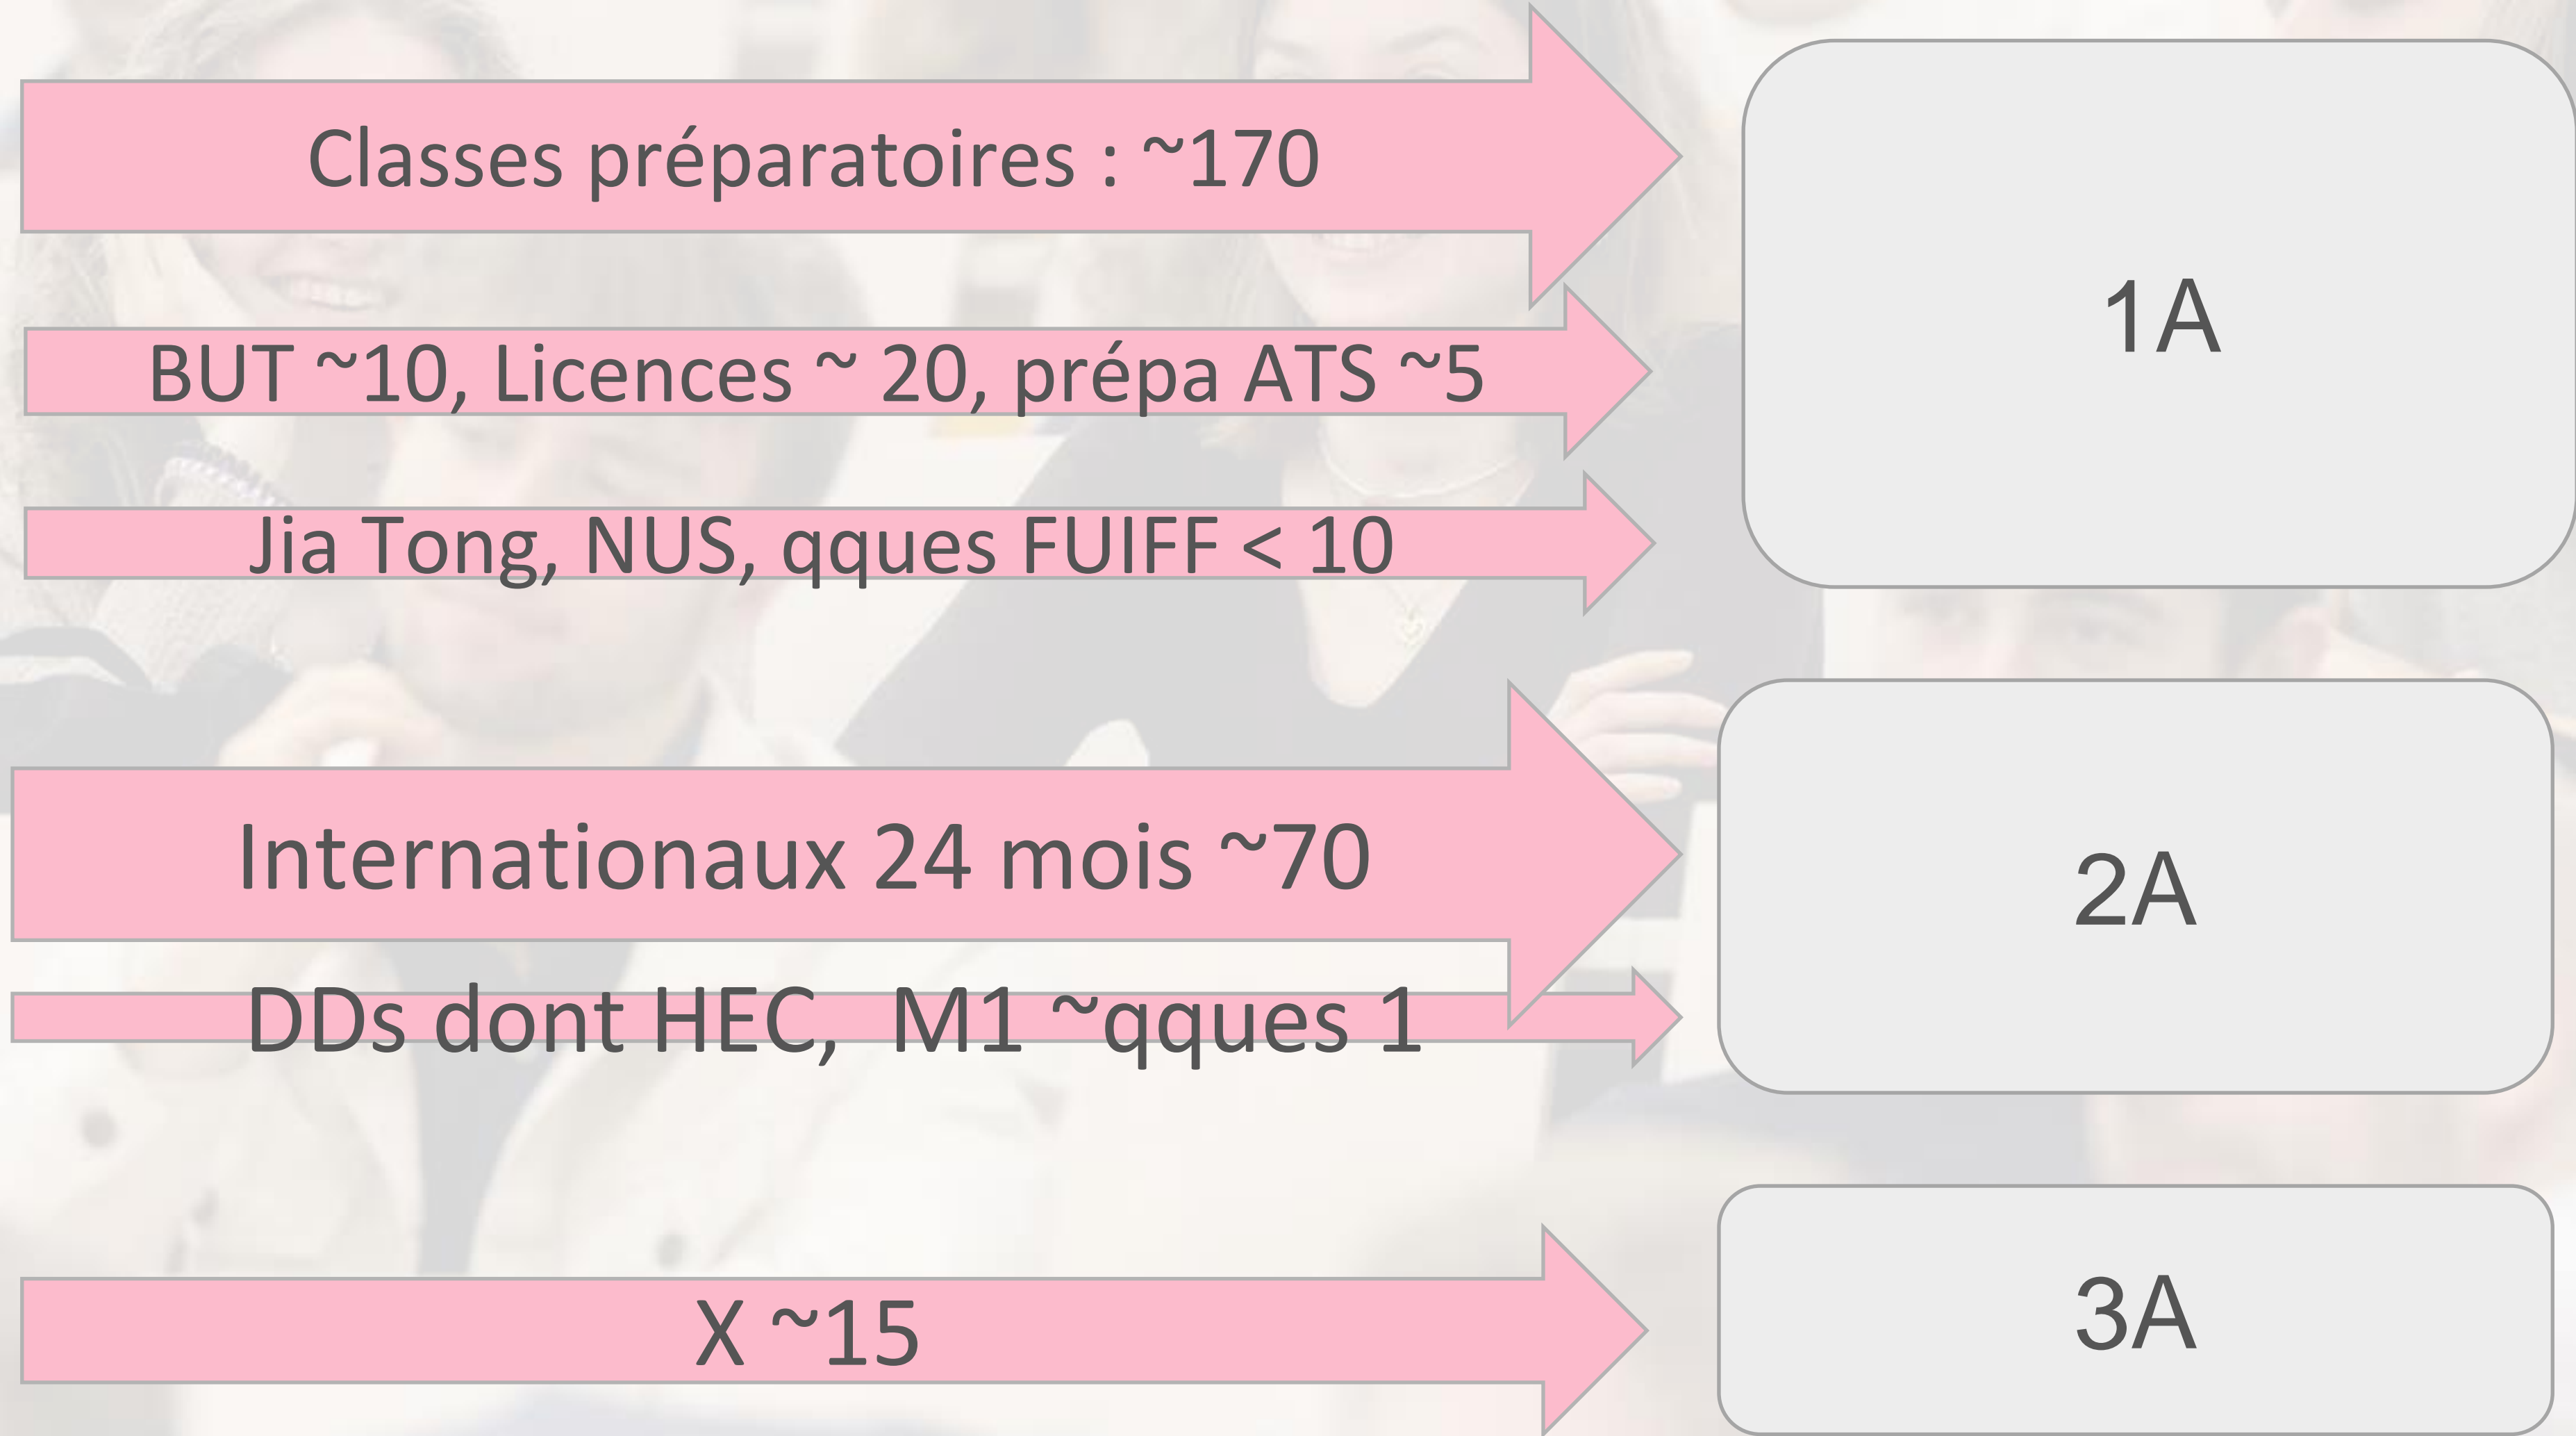 Classes préparatoires : ~170
1A
BUT ~10, Licences ~ 20, prépa ATS ~5
Jia Tong, NUS, qques FUIFF < 10
Internationaux 24 mois ~70
2A
DDs dont HEC,  M1 ~qques 1
X ~15
3A